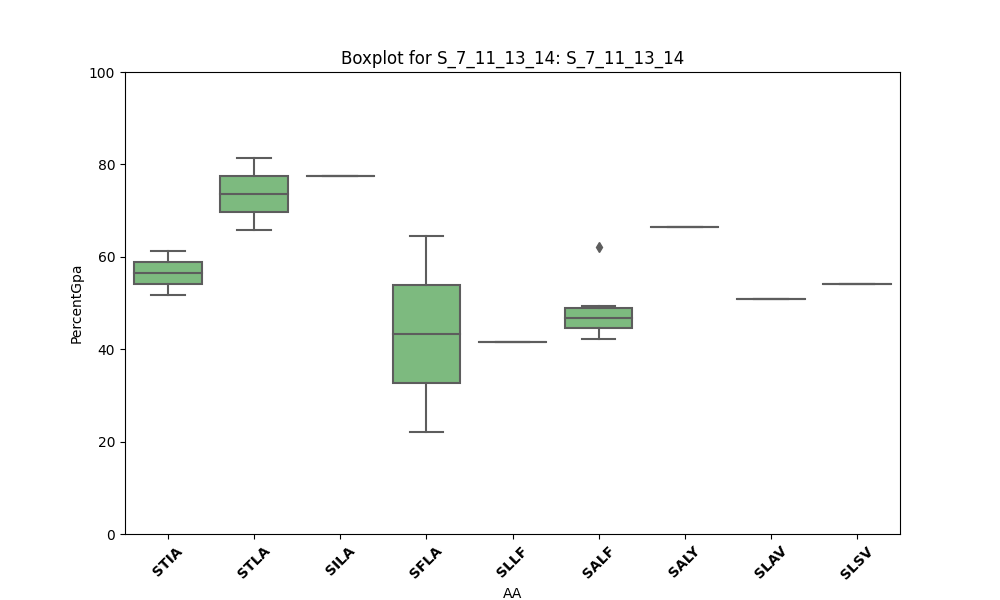 Boxplot for S_7_11_13_14: S_7_11_13_14
100
80
60
40
20
0
PercentGpa
STIA
STLA
SILA
SFLA
SLLF
SALF
SALY
SLAV
SLSV
AA